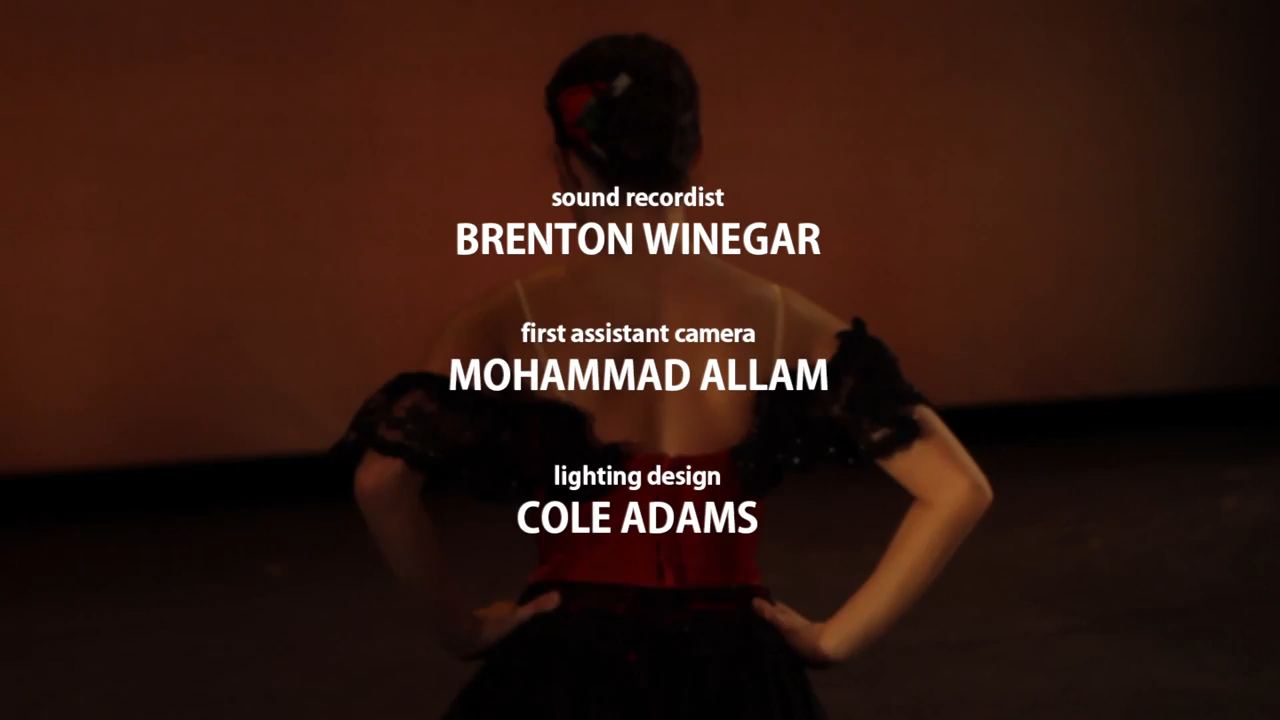 sound recordist
BRENTON WINEGAR
first assistant camera
MOHAMMAD ALLAM
lighting design
COLE ADAMS